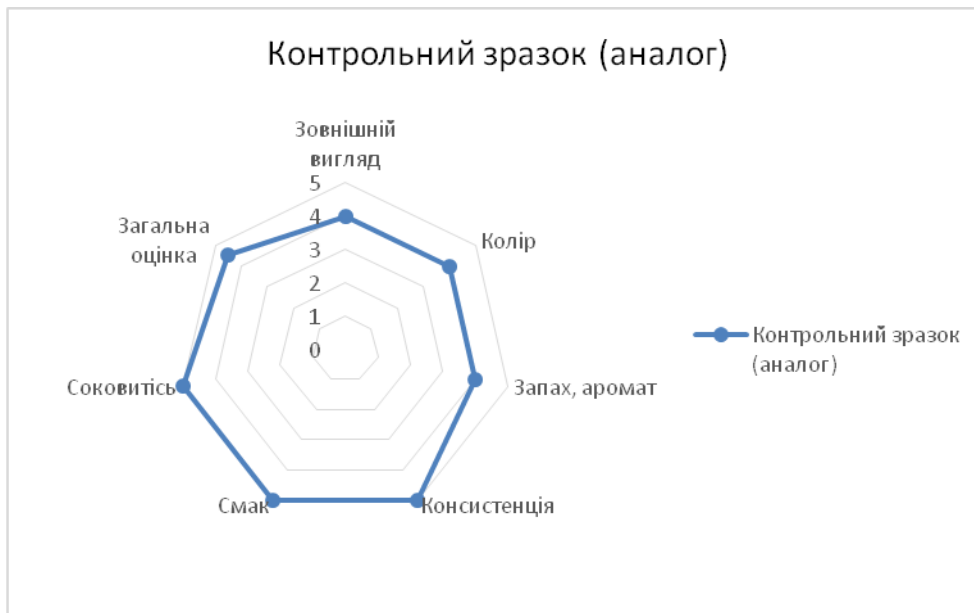 Контрольний зразок (аналог)
Зовнішній
вигляд
5
4
3
2
1
0
Колір
Запах, аромат
Консистенція
Смак
Соковитісь
Загальна
оцінка
Контрольний зразок
(аналог)